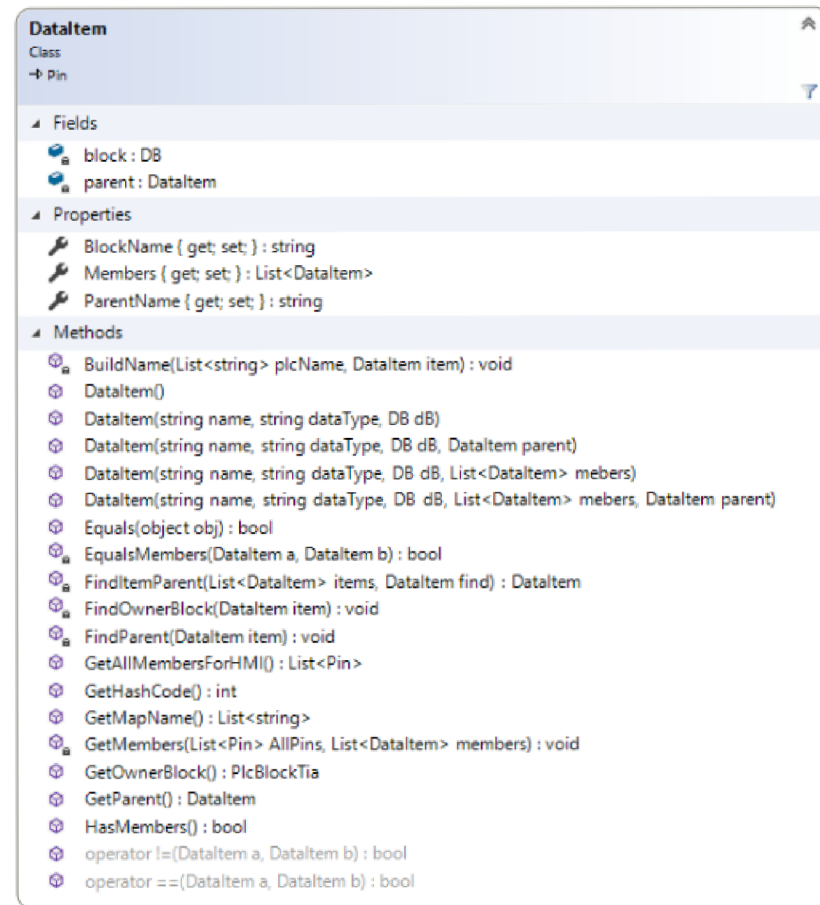 DataItem
Class
Pin
Fields
block : DB
parent : DataItem
Properties
BlockName { get; set; } : string
Members { get; set; } : List<DataItem>
ParentName { get; set; } : string
Methods
BuildName(List<string> plcName, DataItem item) : void
DataItem()
DataItem(string name, string dataType, DB dB)
DataItem(string name, string dataType, DB dB, DataItem parent)
DataItem(string name, string dataType, DB dB, List<DataItem> mebers)
DataItem(string name, string dataType, DB dB, List<DataItem> mebers, DataItem parent)
Equals(object obj) : bool
EqualsMembers(DataItem a, DataItem b) : bool
FindItemParent(List<DataItem> items, DataItem find) : DataItem
FindOwnerBlock(DataItem item) : void
FindParent(DataItem item) : void
GetAllMembersForHMI() : List<Pin>
GetHashCode() : int
GetMapName() : List<string>
GetMembers(List<Pin> AllPins, List<DataItem> members) : void
GetOwnerBlock() : PlcBlockTia
GetParent() : DataItem
HasMembers() : bool
operator !=(DataItem a, DataItem b) : bool
operator ==(DataItem a, DataItem b) : bool